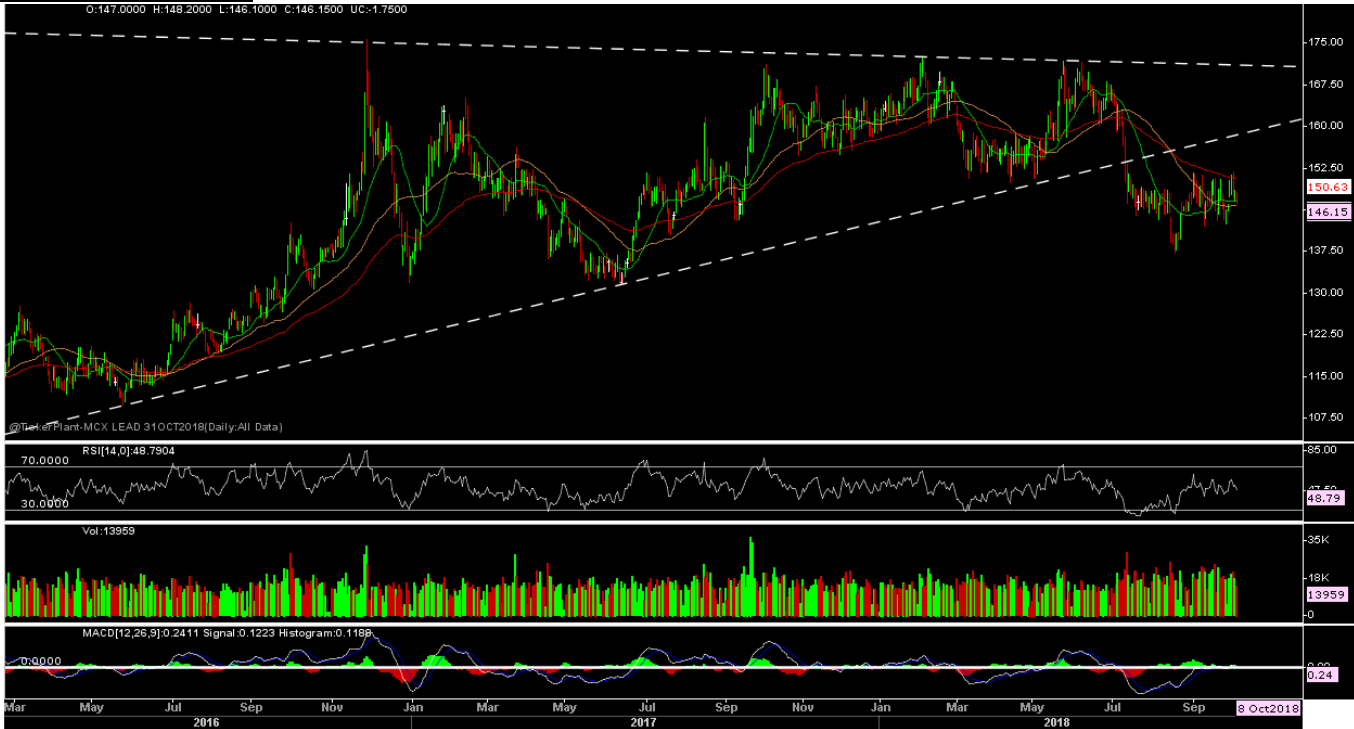 O:147.0000 H:148.2000 L:146.1000 C:146.1500 UC:-1.7500
175.00
167.50
160.00
152.50
150.63
146.15
137.50
130.00
122.50
115.00
107.50
@TickerPlant-MCX LEAD 31OCT2018(Daily:All Data)
RSI[14,0]:48.7904
85.00
70.0000
48.79
30.0000
Vol:13959
35K
18K
13959
0
MACD[12,26,9]:0.2411 Signal:0.1223 Histogram:0.1188
0.0000
0.24
Mar May Jul Sep Nov Jan Mar May Jul Sep Nov Jan Mar May Jul Sep 8 Oct2018
2016 2017 2018